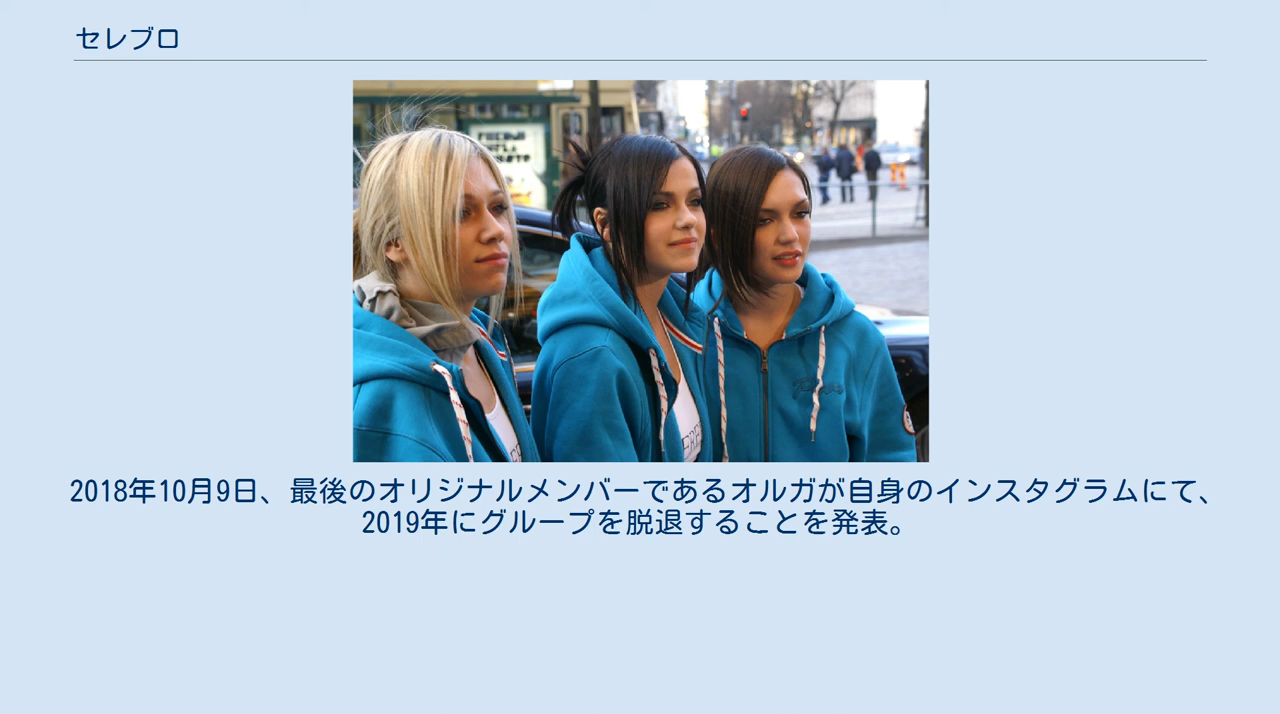 セレブロ
2018年10月9日、最後のオリジナルメンバーであるオルガが自身のインスタグラムにて、
2019年にグループを脱退することを発表。